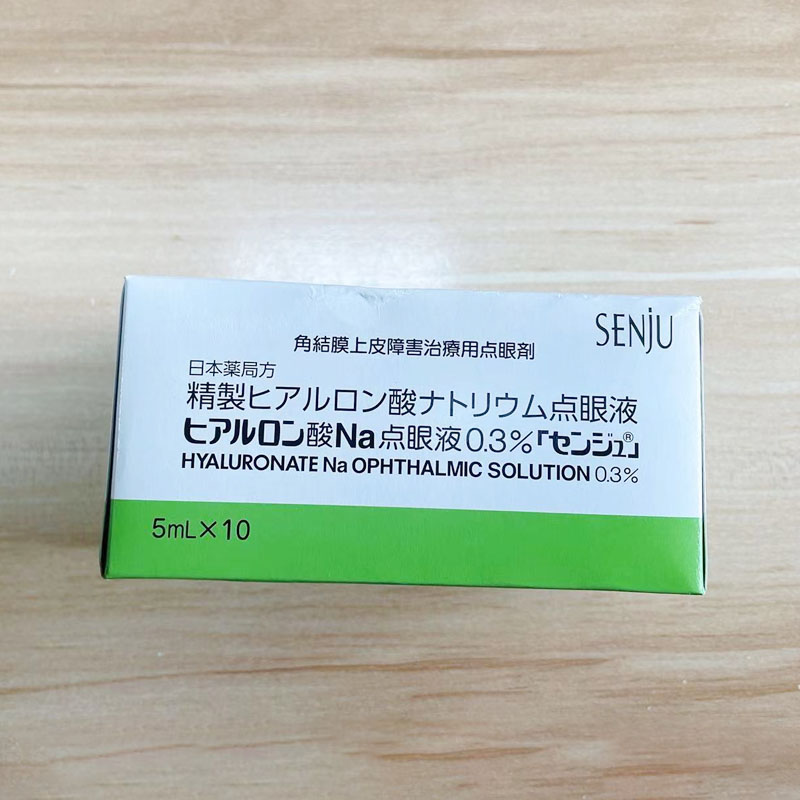 SENJU
角結膜上皮障害治療用点眼剤
日本薬局方
精製ヒアルロン酸ナトリウム点眼液
ヒアルロン酸Na点眼液0.3%「センジュ®」
HYALURONATE Na OPHTHALMIC SOLUTION 0.3%
5mL×10